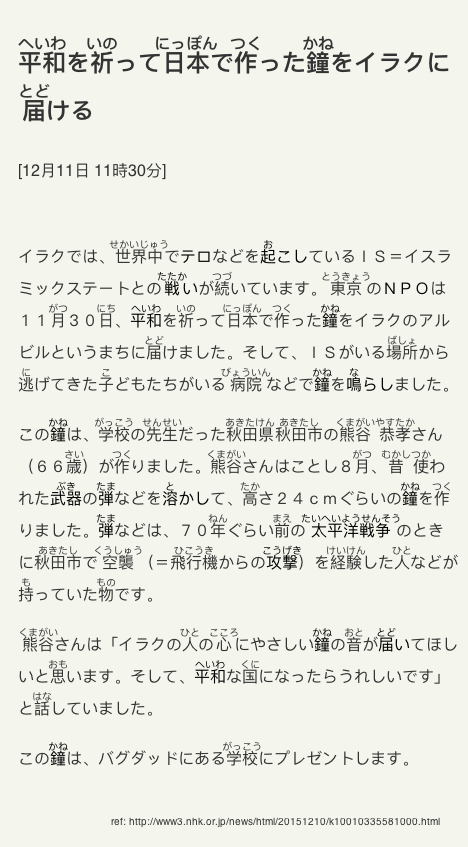 平和を祈って日本で作った鐘をイラクに
届ける
[12月11日 11時30分]
イラクでは、世界中でテロなどを起こしているＩＳ＝イスラ
ミックステートとの戦いが続いています。東京のＮＰＯは
１１月３０日、平和を祈って日本で作った鐘をイラクのアル
ビルというまちに届けました。そして、ＩＳがいる場所から
逃げてきた子どもたちがいる病院などで鐘を鳴らしました。
この鐘は、学校の先生だった秋田県秋田市の熊谷恭孝さん
（６６歳）が作りました。熊谷さんはことし８月、昔使わ
れた武器の弾などを溶かして、高さ２４ｃｍぐらいの鐘を作
りました。弾などは、７０年ぐらい前の太平洋戦争のとき
に秋田市で空襲（＝飛行機からの攻撃）を経験した人などが
持っていた物です。
熊谷さんは「イラクの人の心にやさしい鐘の音が届いてほし
いと思います。そして、平和な国になったらうれしいです」
と話していました。
この鐘は、バグダッドにある学校にプレゼントします。
ref: http://www3.nhk.or.jp/news/html/20151210/k10010335581000.html